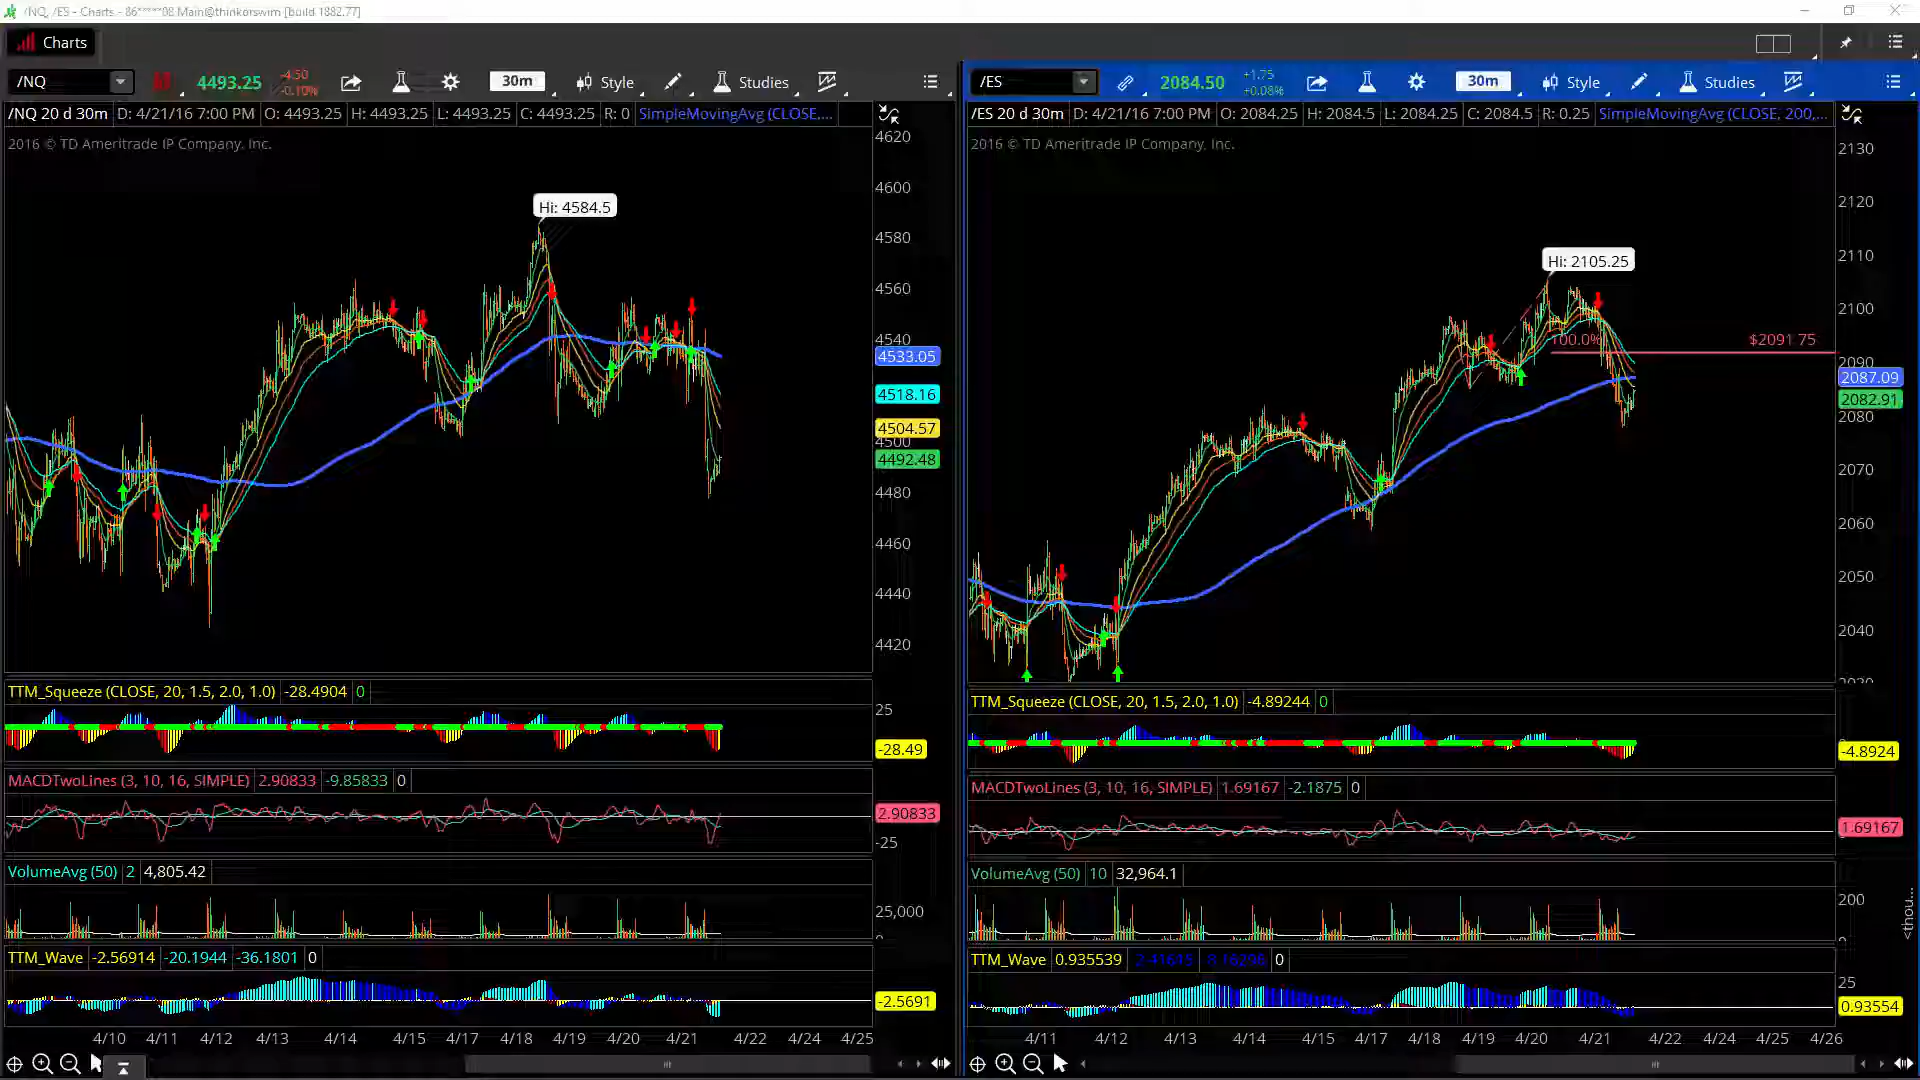 /NQ, /ES - Charts - 86*****08 Main@thinkorswim [build 1882.77]
Charts
/NQ
4493.25
-4.50
-0.10%
30m
Style
Studies
/NQ 20 d 30m D: 4/21/16 7:00 PM O: 4493.25 H: 4493.25 L: 4493.25 C: 4493.25 R: 0 SimpleMovingAvg (CLOSE,...
2016 © TD Ameritrade IP Company, Inc.
Hi: 4584.5
4620
4600
4580
4560
4540
4533.05
4518.16
4504.57
4500
4492.48
4480
4460
4440
4420
TTM_Squeeze (CLOSE, 20, 1.5, 2.0, 1.0) -28.4904 0
25
-28.49
MACDTwoLines (3, 10, 16, SIMPLE) 2.90833 -9.85833 0
2.90833
-25
VolumeAvg (50) 2 4,805.42
25,000
TTM_Wave -2.56914 -20.1944 -36.1801 0
-2.5691
4/10 4/11 4/12 4/13 4/14 4/15 4/17 4/18 4/19 4/20 4/21 4/22 4/24 4/25
/ES
2084.50
+1.75
+0.08%
30m
Style
Studies
/ES 20 d 30m D: 4/21/16 7:00 PM O: 2084.25 H: 2084.5 L: 2084.25 C: 2084.5 R: 0.25 SimpleMovingAvg (CLOSE, 200,...
2016 © TD Ameritrade IP Company, Inc.
Hi: 2105.25
100.0%
$2091.75
2130
2120
2110
2100
2090
2087.09
2082.91
2080
2070
2060
2050
2040
TTM_Squeeze (CLOSE, 20, 1.5, 2.0, 1.0) -4.89244 0
-4.8924
MACDTwoLines (3, 10, 16, SIMPLE) 1.69167 -2.1875 0
1.69167
VolumeAvg (50) 10 32,964.1
200
<thou...
TTM_Wave 0.935539 0
25
0.93554
4/11 4/12 4/13 4/14 4/15 4/17 4/18 4/19 4/20 4/21 4/22 4/24 4/25 4/26